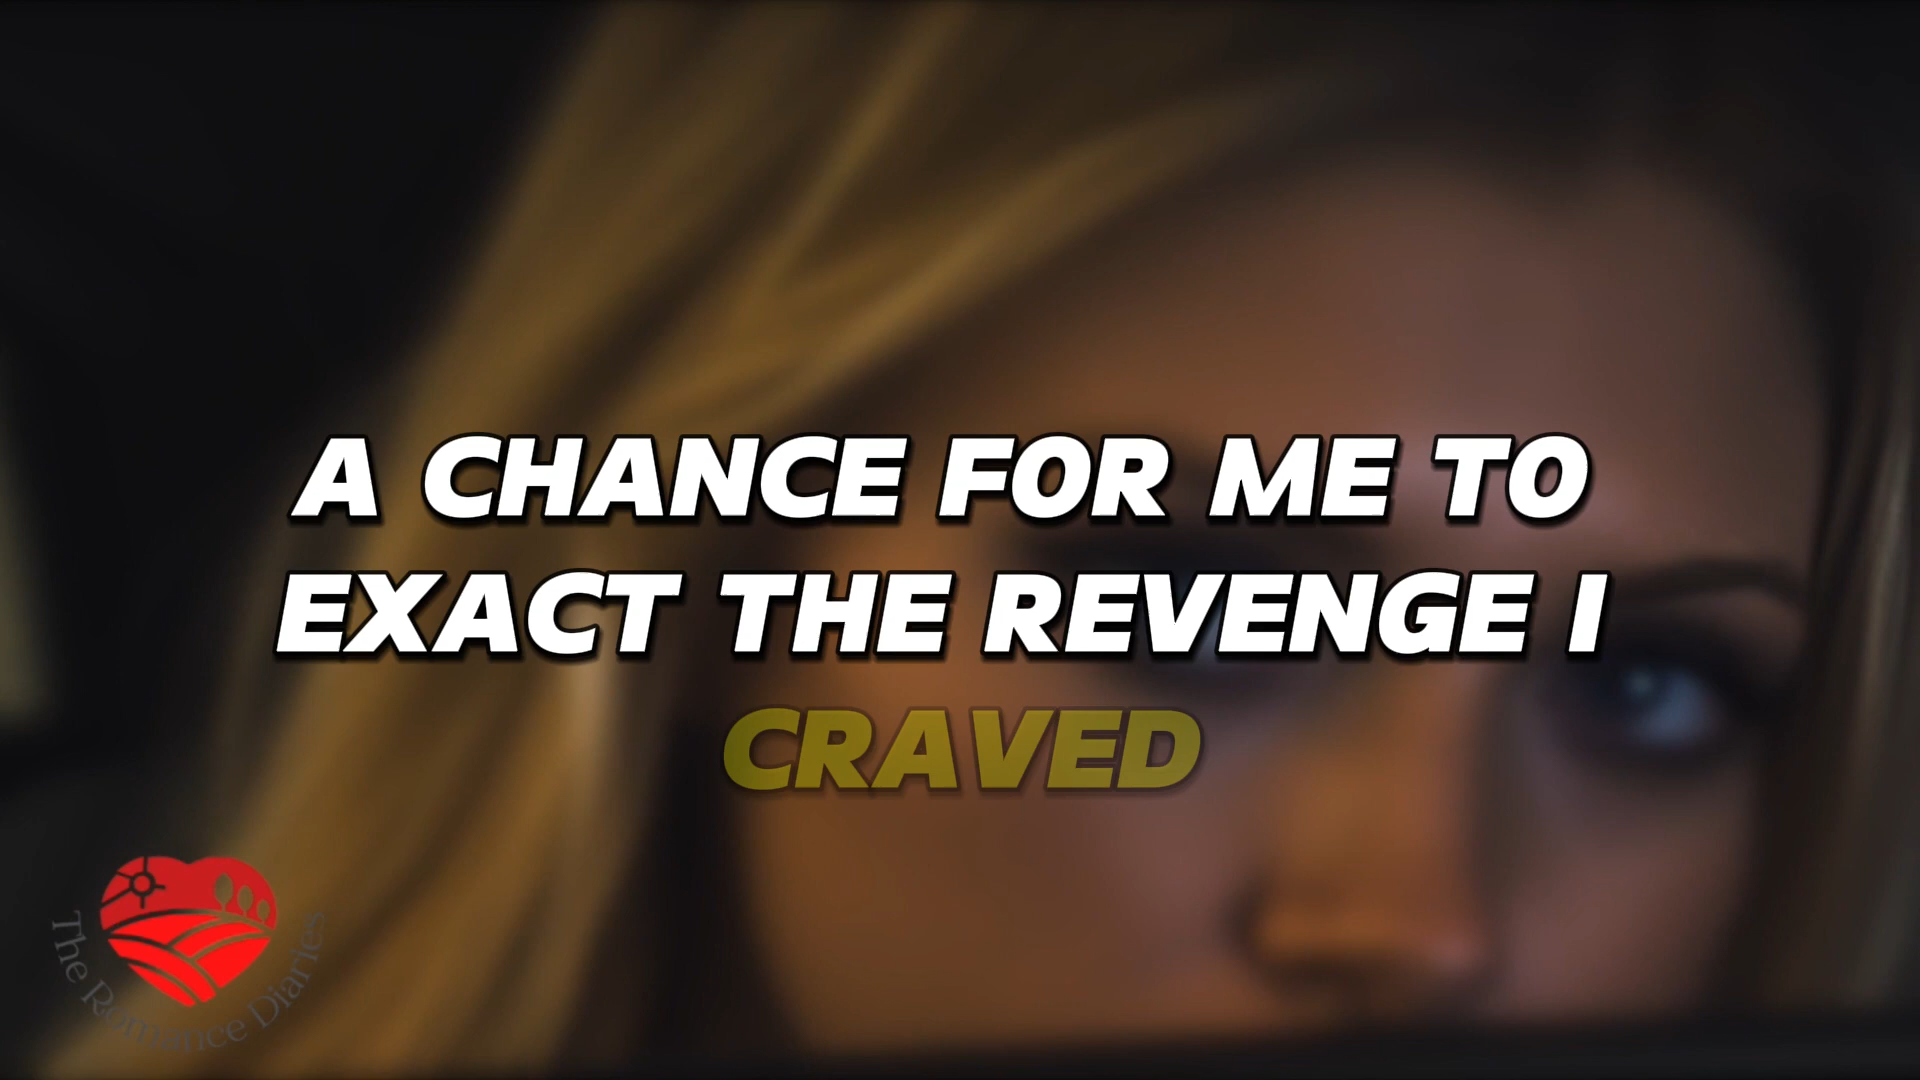 A CHANCE FOR ME TO
EXACT THE REVENGE I
CRAVED
The Romance Diaries